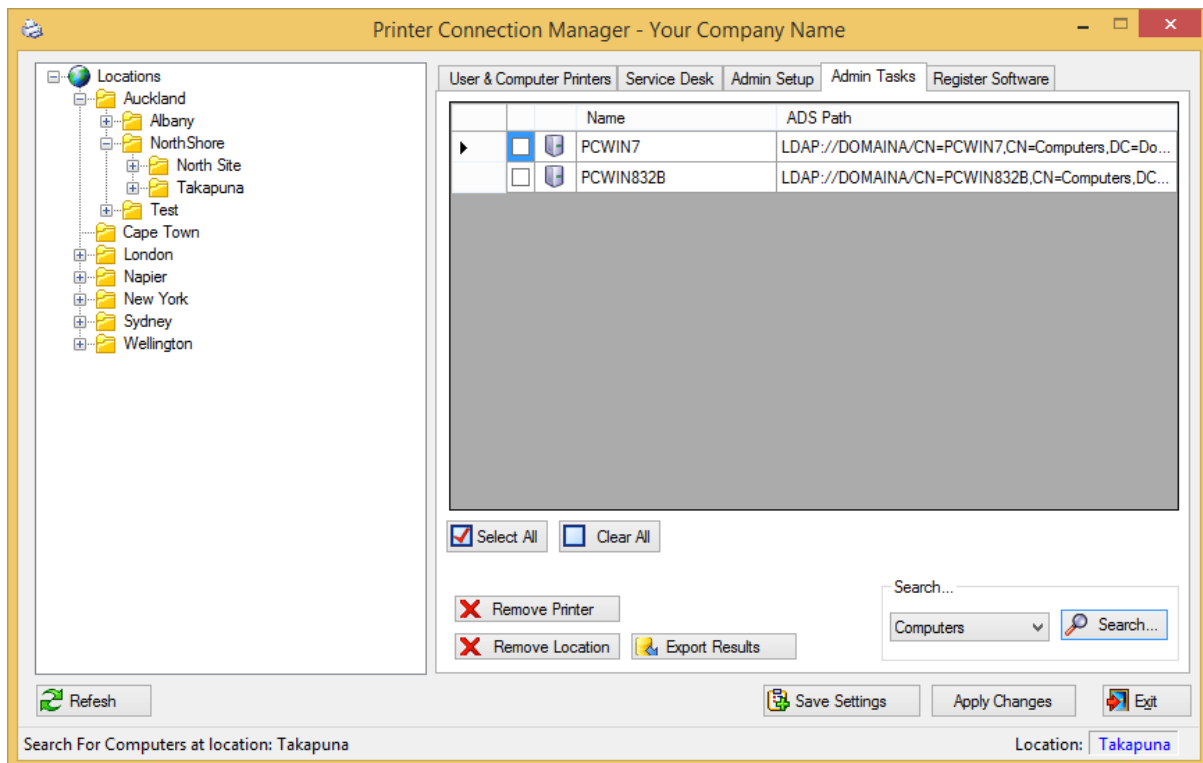 Printer Connection Manager - Your Company Name
Locations
Auckland
Albany
NorthShore
North Site
Takapuna
Test
Cape Town
London
Napier
New York
Sydney
Wellington
User & Computer Printers Service Desk Admin Setup Admin Tasks Register Software
Name ADS Path
PCWIN7 LDAP://DOMAINA/CN=PCWIN7,CN=Computers,DC=Do...
PCWIN832B LDAP://DOMAINA/CN=PCWIN832B,CN=Computers,DC...
Select All Clear All
Search...
Remove Printer
Computers Search...
Remove Location Export Results
Refesh Save Settings Apply Changes Exit
Search For Computers at location: Takapuna Location: Takapuna